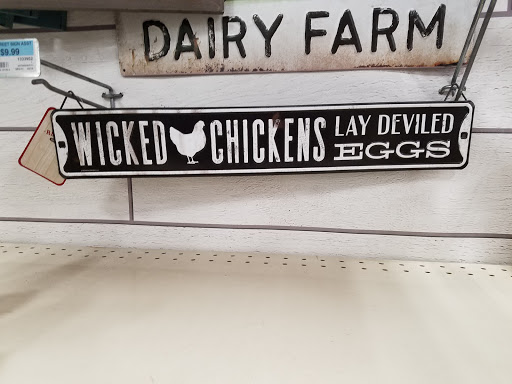 DAIRY FARM
$9.99
WICKED CHICKENS LAY DEVILED
EGGS